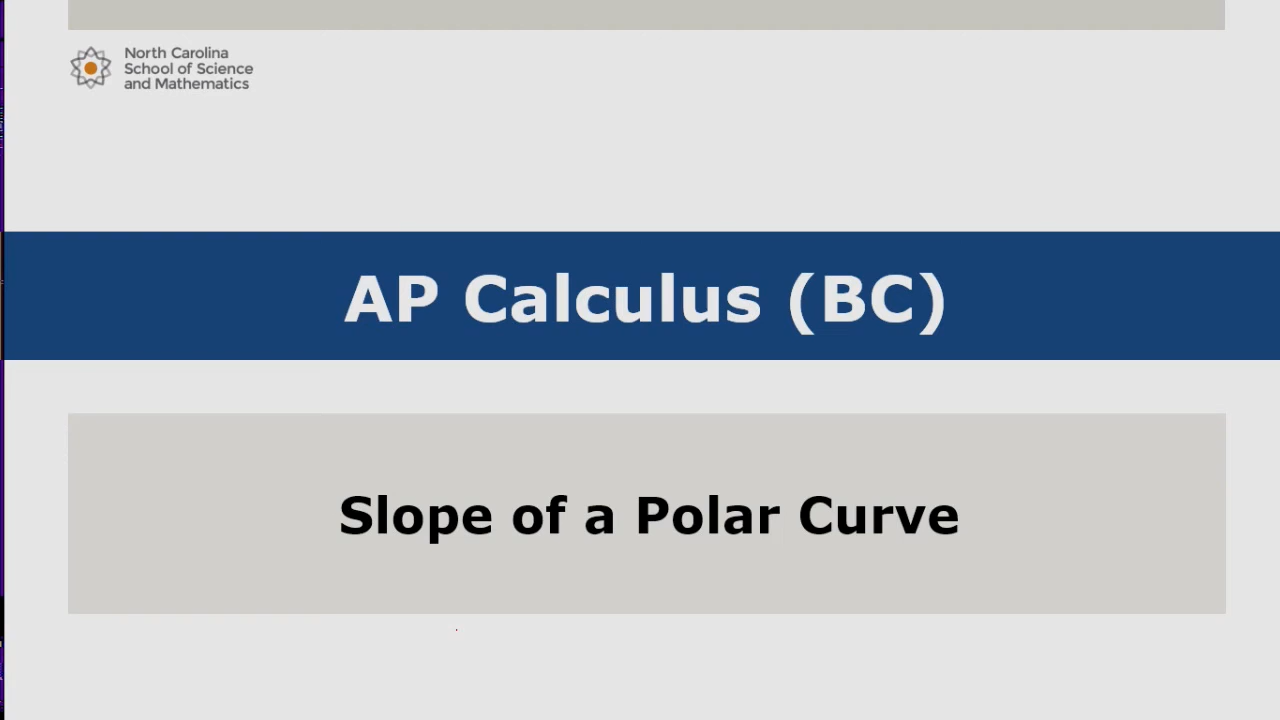 North Carolina
School of Science
and Mathematics
AP Calculus (BC)
Slope of a Polar Curve